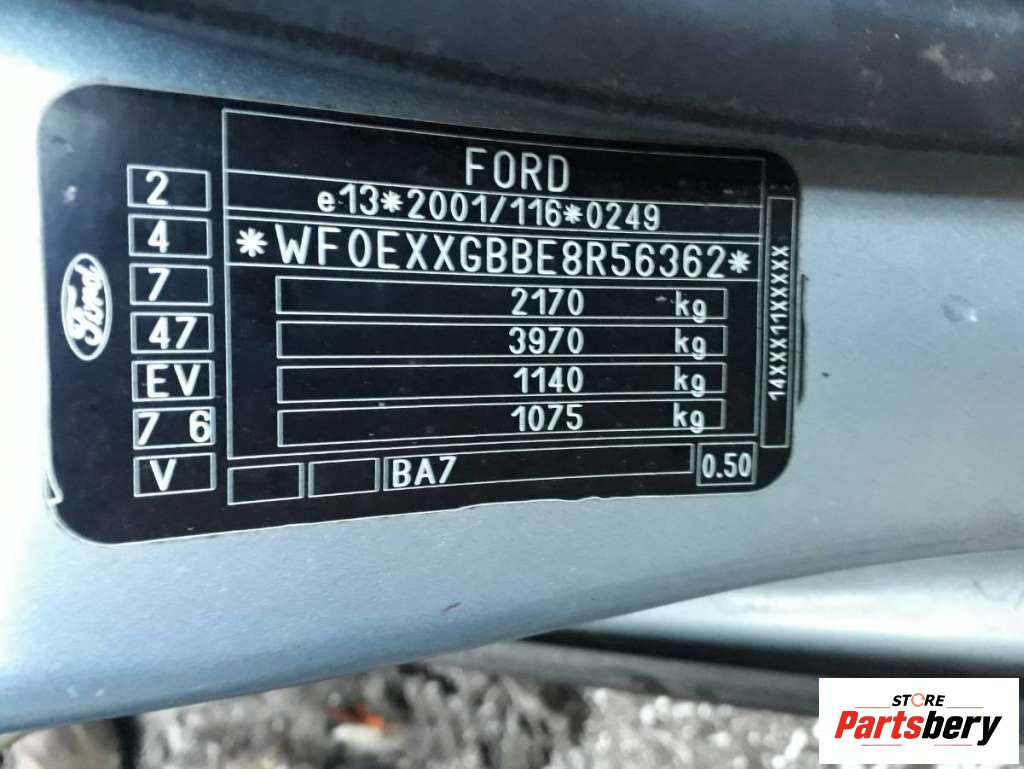 FORD
e13*2001/116*0249
*WF0EXXGBBE8R56362*
2170 kg
3970 kg
1140 kg
1075 kg
BA7
0.50
2
4
7
47
EV
7 6
V
Ford
14XXX11XXXXX
STORE
Partsbery